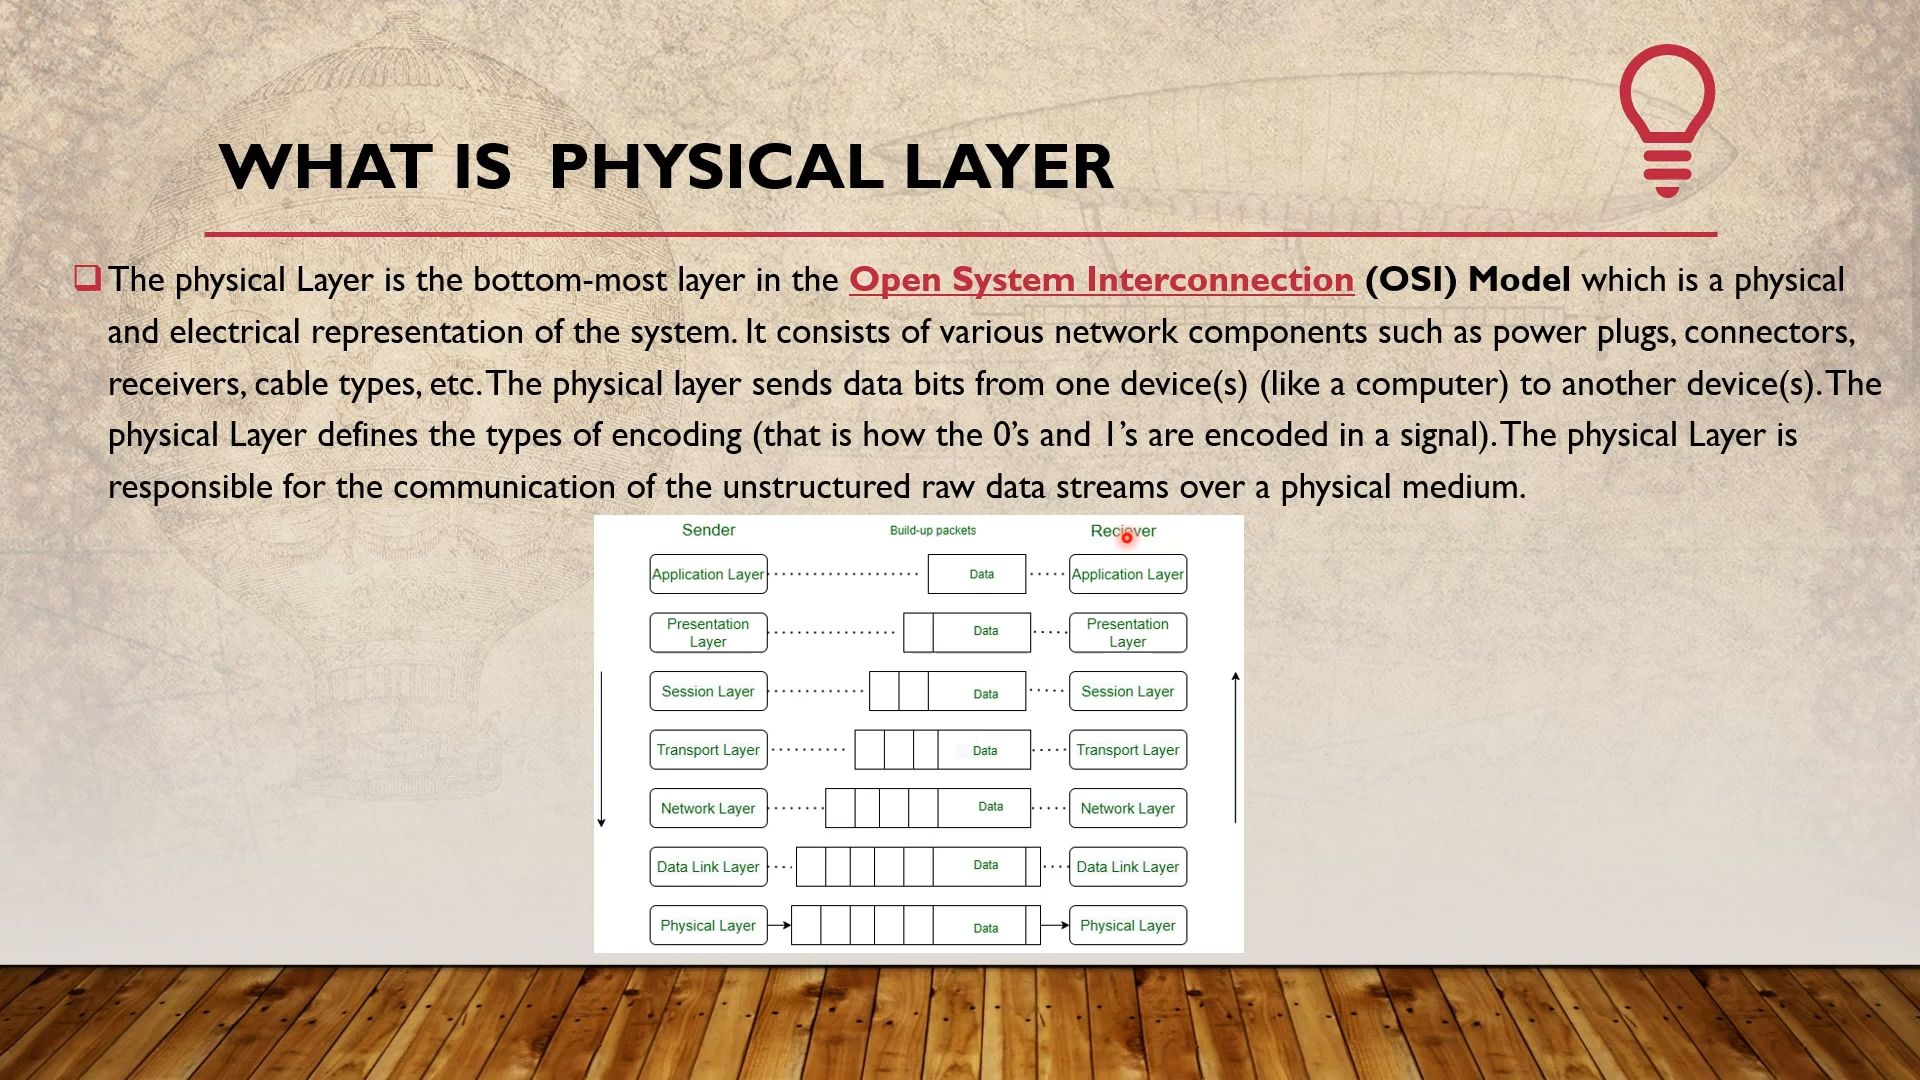 WHAT IS PHYSICAL LAYER
The physical Layer is the bottom-most layer in the Open System Interconnection (OSI) Model which is a physical
and electrical representation of the system. It consists of various network components such as power plugs, connectors,
receivers, cable types, etc. The physical layer sends data bits from one device(s) (like a computer) to another device(s). The
physical Layer defines the types of encoding (that is how the 0’s and 1’s are encoded in a signal). The physical Layer is
responsible for the communication of the unstructured raw data streams over a physical medium.
Sender Build-up packets Reciever
Application Layer Data Application Layer
Presentation Layer Data Presentation Layer
Session Layer Data Session Layer
Transport Layer Data Transport Layer
Network Layer Data Network Layer
Data Link Layer Data Data Link Layer
Physical Layer Data Physical Layer